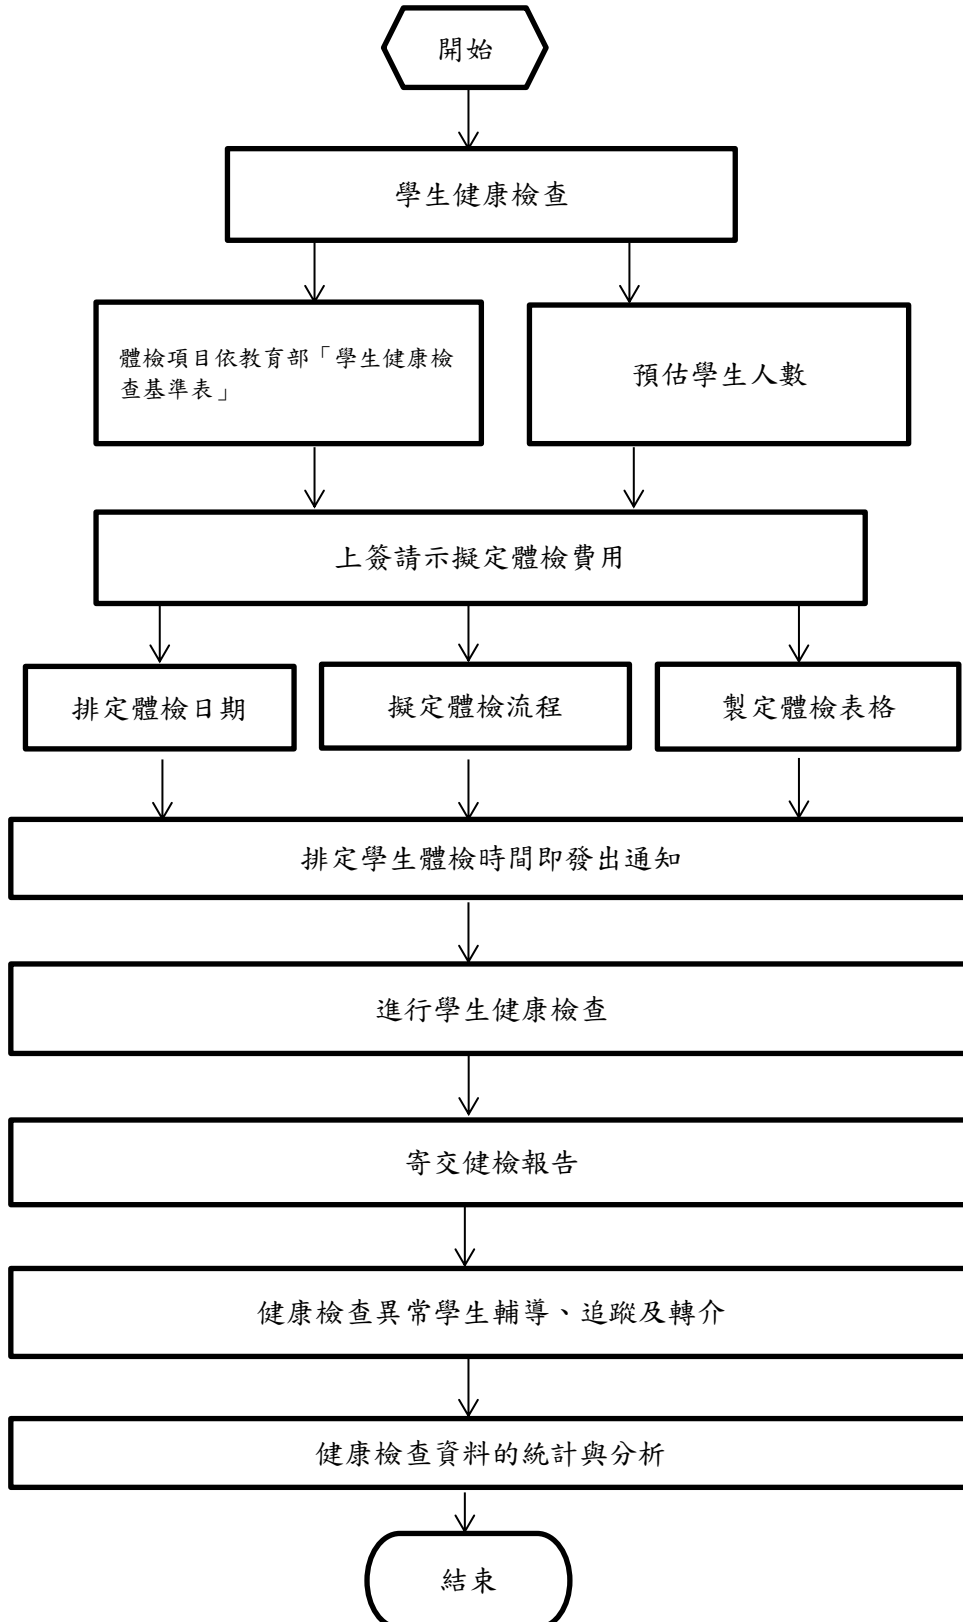 開始
學生健康檢查
體檢項目依教育部「學生健康檢
查基準表」
預估學生人數
上簽請示擬定體檢費用
排定體檢日期
擬定體檢流程
製定體檢表格
排定學生體檢時間即發出通知
進行學生健康檢查
寄交健檢報告
健康檢查異常學生輔導、追蹤及轉介
健康檢查資料的統計與分析
結束